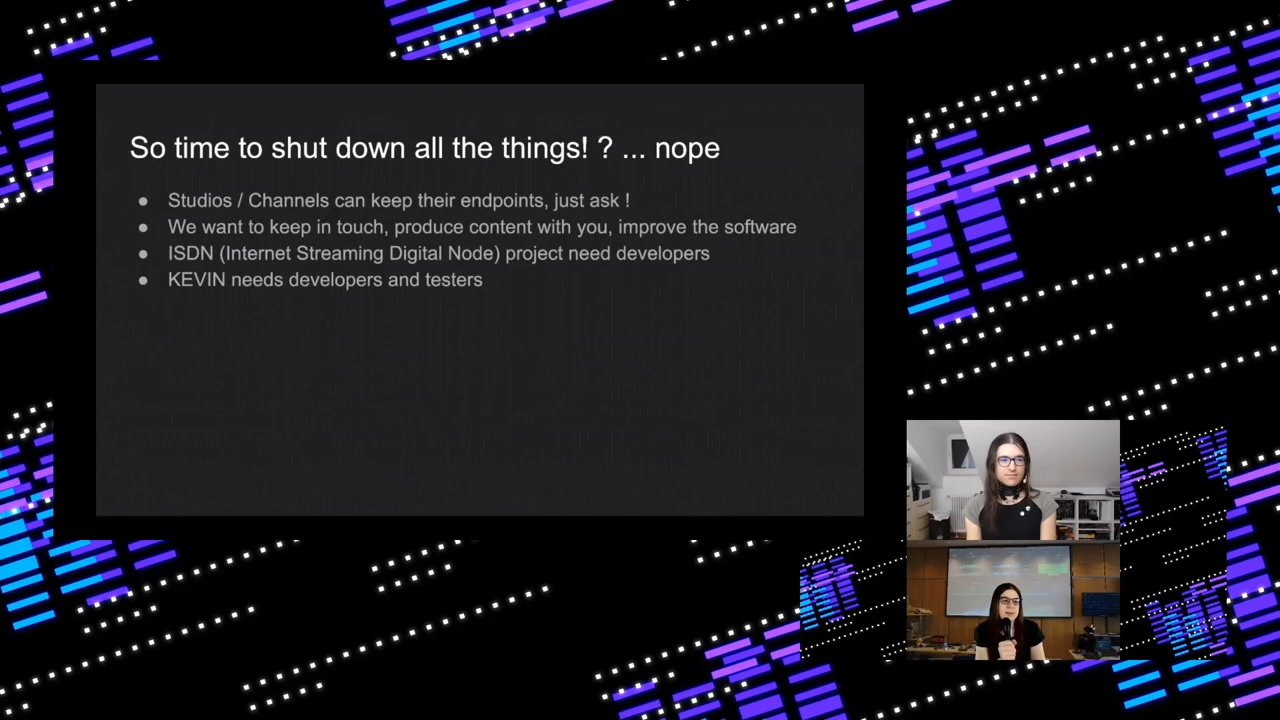 So time to shut down all the things! ? ... nope
● Studios / Channels can keep their endpoints, just ask !
● We want to keep in touch, produce content with you, improve the software
● ISDN (Internet Streaming Digital Node) project need developers
● KEVIN needs developers and testers